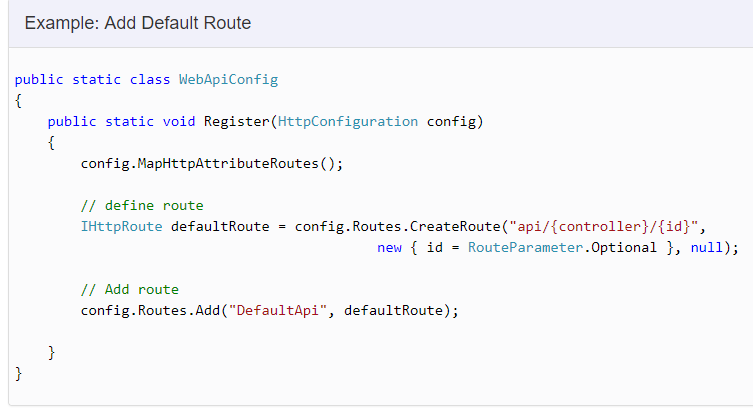 Example: Add Default Route
public static class WebApiConfig
{
    public static void Register(HttpConfiguration config)
    {
        config.MapHttpAttributeRoutes();
        // define route
        IHttpRoute defaultRoute = config.Routes.CreateRoute("api/{controller}/{id}",
                                            new { id = RouteParameter.Optional }, null);
        // Add route
        config.Routes.Add("DefaultApi", defaultRoute);
    }
}